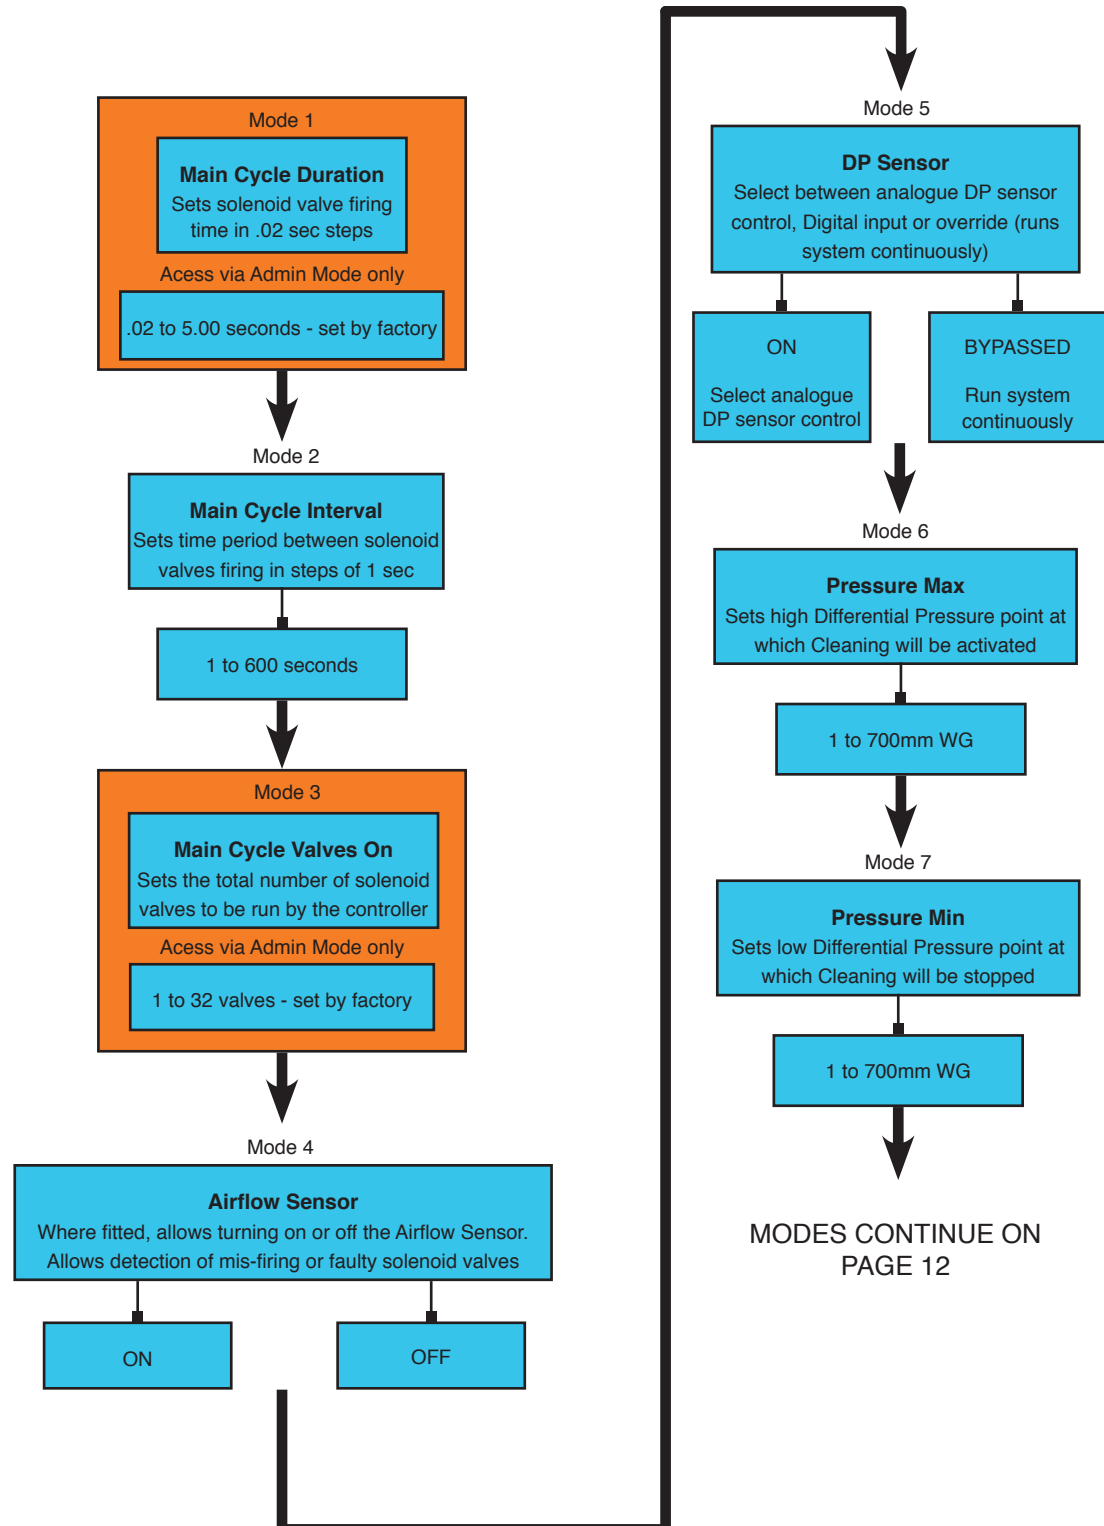 Mode 1
Main Cycle Duration
Sets solenoid valve firing
time in .02 sec steps
Acess via Admin Mode only
.02 to 5.00 seconds - set by factory
Mode 2
Main Cycle Interval
Sets time period between solenoid
valves firing in steps of 1 sec
1 to 600 seconds
Mode 3
Main Cycle Valves On
Sets the total number of solenoid
valves to be run by the controller
Acess via Admin Mode only
1 to 32 valves - set by factory
Mode 4
Airflow Sensor
Where fitted, allows turning on or off the Airflow Sensor.
Allows detection of mis-firing or faulty solenoid valves
ON
OFF
Mode 5
DP Sensor
Select between analogue DP sensor
control, Digital input or override (runs
system continuously)
ON
Select analogue
DP sensor control
BYPASSED
Run system
continuously
Mode 6
Pressure Max
Sets high Differential Pressure point at
which Cleaning will be activated
1 to 700mm WG
Mode 7
Pressure Min
Sets low Differential Pressure point at
which Cleaning will be stopped
1 to 700mm WG
MODES CONTINUE ON
PAGE 12